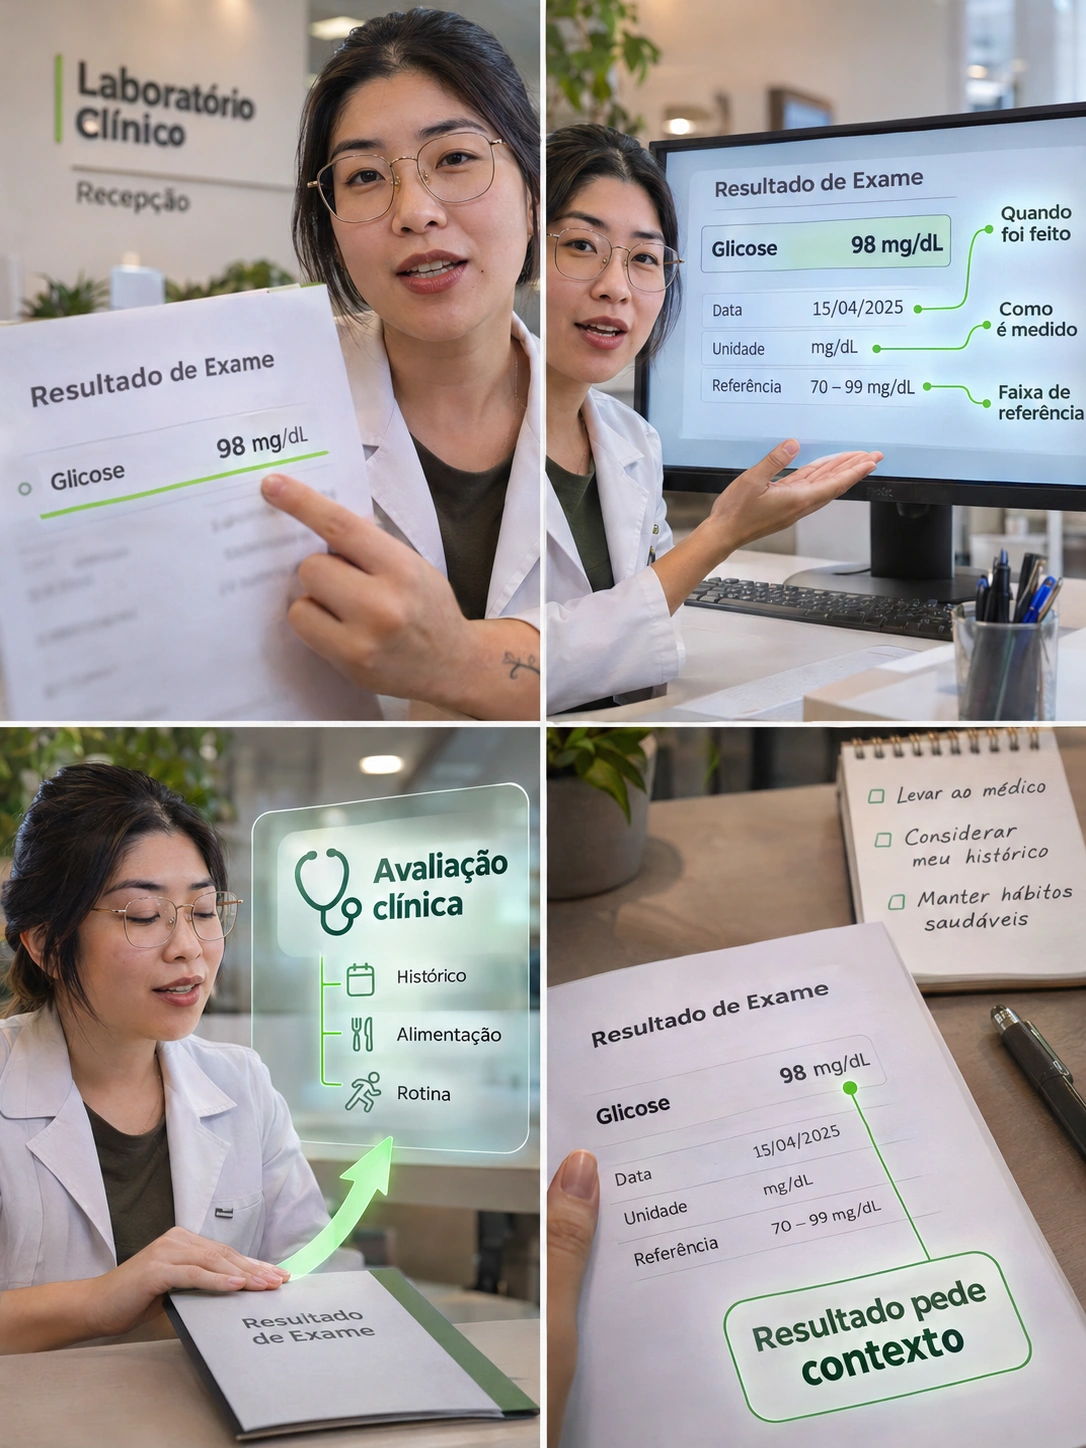 Laboratório
Clínico
Recepção
Resultado de Exame
Glicose 98 mg/dL
Resultado de Exame
Glicose 98 mg/dL
Data 15/04/2025
Unidade mg/dL
Referência 70 – 99 mg/dL
Quando
foi feito
Como
é medido
Faixa de
referência
Avaliação
clínica
Histórico
Alimentação
Rotina
Resultado
de Exame
Levar ao médico
Considerar
meu histórico
Manter hábitos
saudáveis
Resultado de Exame
Glicose 98 mg/dL
Data 15/04/2025
Unidade mg/dL
Referência 70 – 99 mg/dL
Resultado pede
contexto